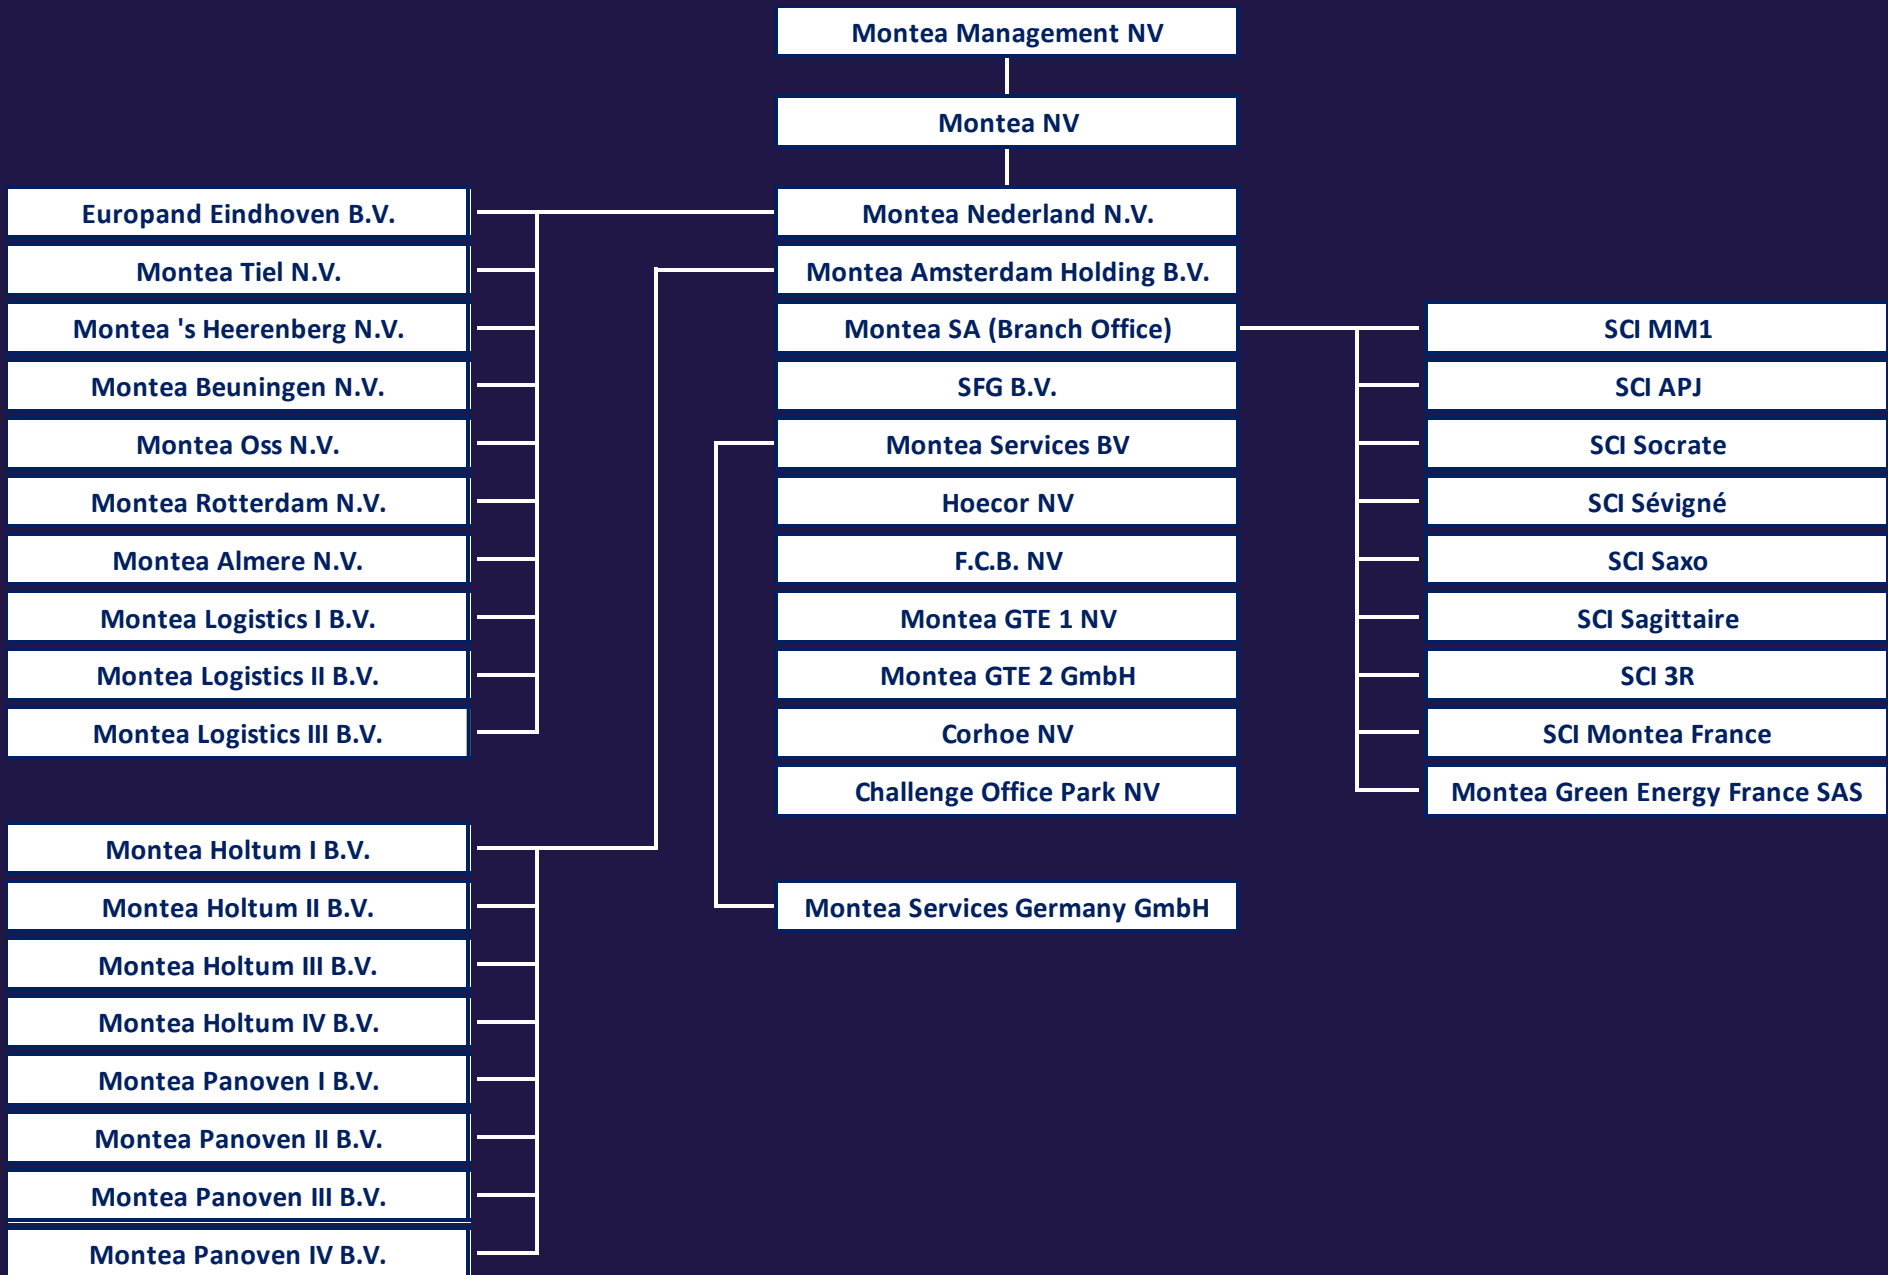 Montea Management NV
Montea NV
Montea Nederland N.V.
Montea Amsterdam Holding B.V.
Montea SA (Branch Office)
SFG B.V.
Montea Services BV
Hoecor NV
F.C.B. NV
Montea GTE 1 NV
Montea GTE 2 GmbH
Corhoe NV
Challenge Office Park NV
Montea Services Germany GmbH
Europand Eindhoven B.V.
Montea Tiel N.V.
Montea 's Heerenberg N.V.
Montea Beuningen N.V.
Montea Oss N.V.
Montea Rotterdam N.V.
Montea Almere N.V.
Montea Logistics I B.V.
Montea Logistics II B.V.
Montea Logistics III B.V.
Montea Holtum I B.V.
Montea Holtum II B.V.
Montea Holtum III B.V.
Montea Holtum IV B.V.
Montea Panoven I B.V.
Montea Panoven II B.V.
Montea Panoven III B.V.
Montea Panoven IV B.V.
SCI MM1
SCI APJ
SCI Socrate
SCI Sévigné
SCI Saxo
SCI Sagittaire
SCI 3R
SCI Montea France
Montea Green Energy France SAS